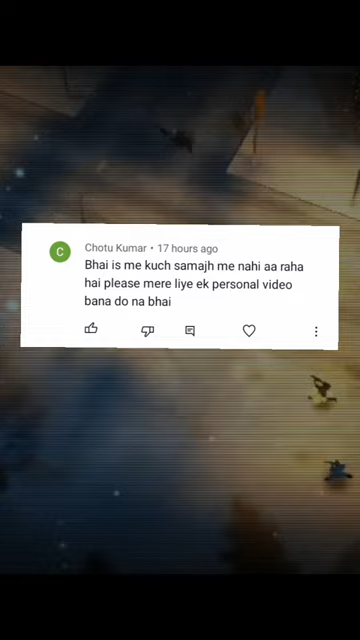 C
Chotu Kumar • 17 hours ago
Bhai is me kuch samajh me nahi aa raha
hai please mere liye ek personal video
bana do na bhai